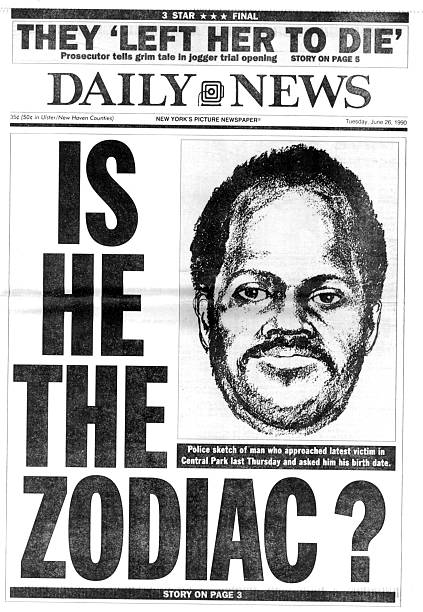 3 STAR ★★★ FINAL
THEY 'LEFT HER TO DIE'
Prosecutor tells grim tale in jogger trial opening STORY ON PAGE 5
DAILY NEWS
35¢ (50¢ in Ulster/New Haven Counties) NEW YORK'S PICTURE NEWSPAPER® Tuesday, June 26, 1990
IS
HE
THE
ZODIAC?
Police sketch of man who approached latest victim in
Central Park last Thursday and asked him his birth date.
STORY ON PAGE 3